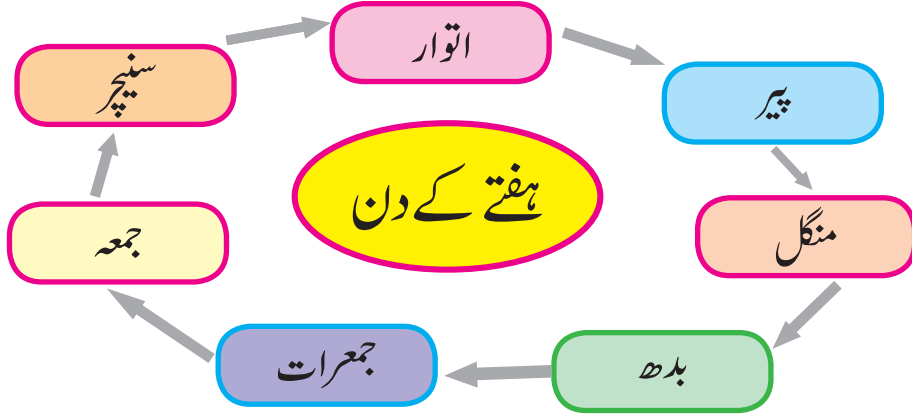 ہفتے کے دن
اتوار
پیر
منگل
بدھ
جمعرات
جمعہ
سنیچر